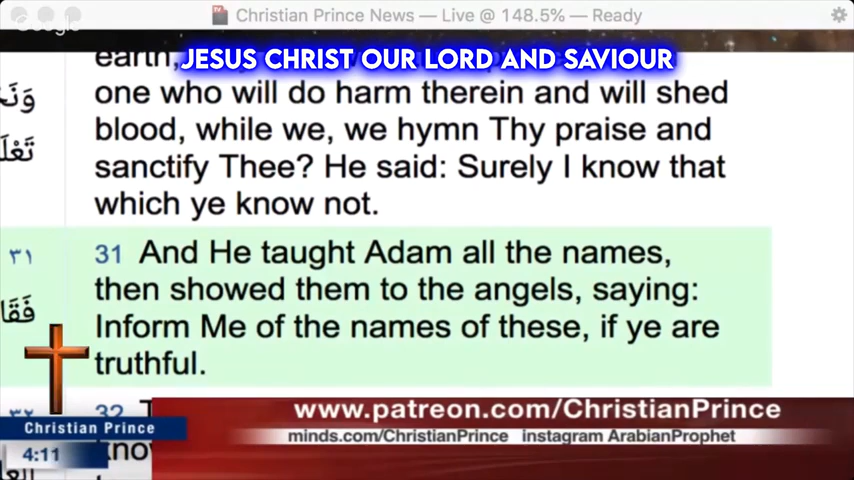 Christian Prince News — Live @ 148.5% — Ready
JESUS CHRIST OUR LORD AND SAVIOUR
earth,
one who will do harm therein and will shed
blood, while we, we hymn Thy praise and
sanctify Thee? He said: Surely I know that
which ye know not.
٣١
31 And He taught Adam all the names,
then showed them to the angels, saying:
Inform Me of the names of these, if ye are
truthful.
٣٢
32
www.patreon.com/ChristianPrince
Christian Prince
minds.com/ChristianPrince instagram ArabianProphet
4:11